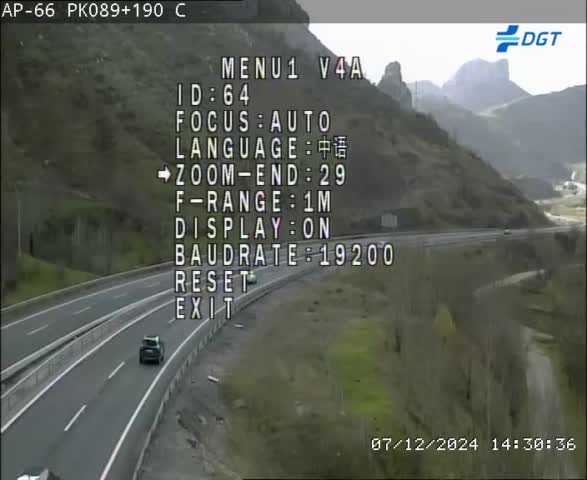 AP-66 PK089+190 C
DGT
MENU1 V4A
ID:64
FOCUS:AUTO
LANGUAGE:中语
ZOOM-END:29
F-RANGE:1M
DISPLAY:ON
BAUDRATE:19200
RESET
EXIT
07/12/2024 14:30:36